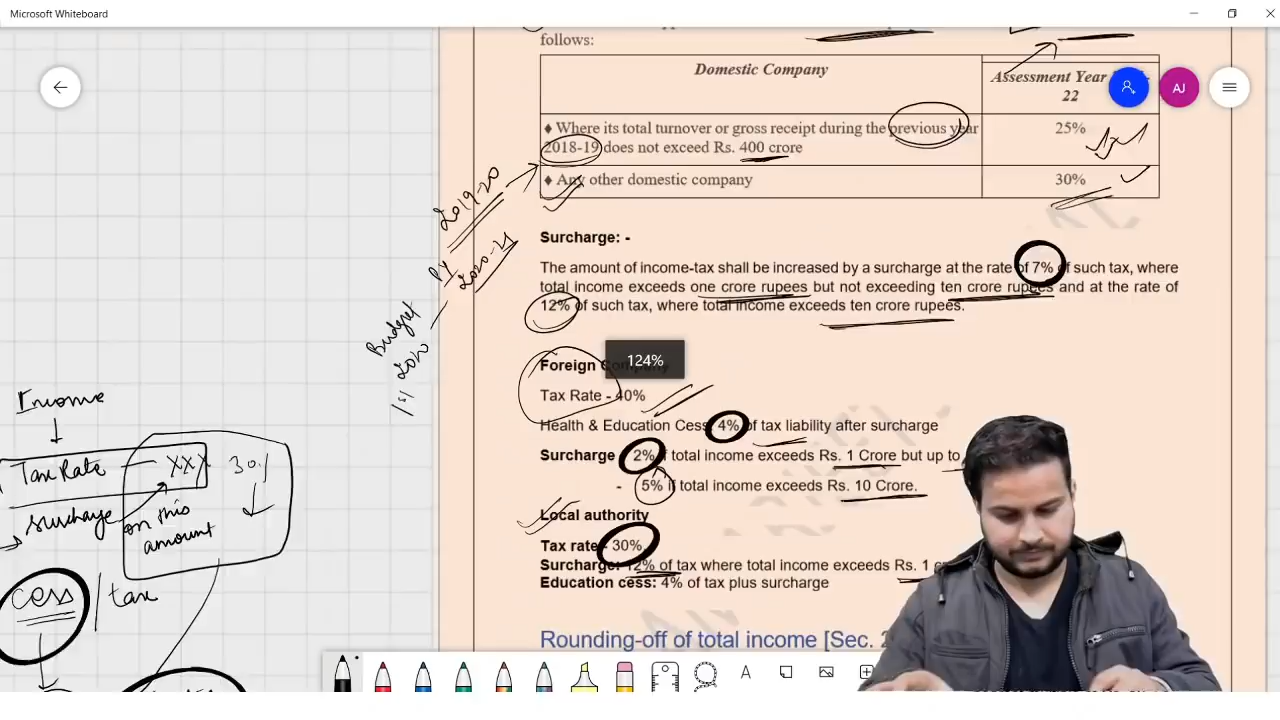 Microsoft Whiteboard
follows:
Domestic Company
Assessment Year
22
AJ
♦ Where its total turnover or gross receipt during the previous year
2018-19 does not exceed Rs. 400 crore
25%
♦ Any other domestic company
30%
2019-20
PY 2020-21
Budget
1st 2020
Surcharge: -
The amount of income-tax shall be increased by a surcharge at the rate of 7% of such tax, where
total income exceeds one crore rupees but not exceeding ten crore rupees and at the rate of
12% of such tax, where total income exceeds ten crore rupees.
124%
Foreign
Tax Rate - 40%
Health & Education Cess 4% of tax liability after surcharge
Surcharge 2% if total income exceeds Rs. 1 Crore but up to
- 5% if total income exceeds Rs. 10 Crore.
Local authority
Tax rate - 30%
Surcharge: 12% of tax where total income exceeds Rs. 1
Education cess: 4% of tax plus surcharge
Rounding-off of total income [Sec. 2
Income
Tax Rate — XXX 30%
Surcharge on this
amount
cess / tax
A